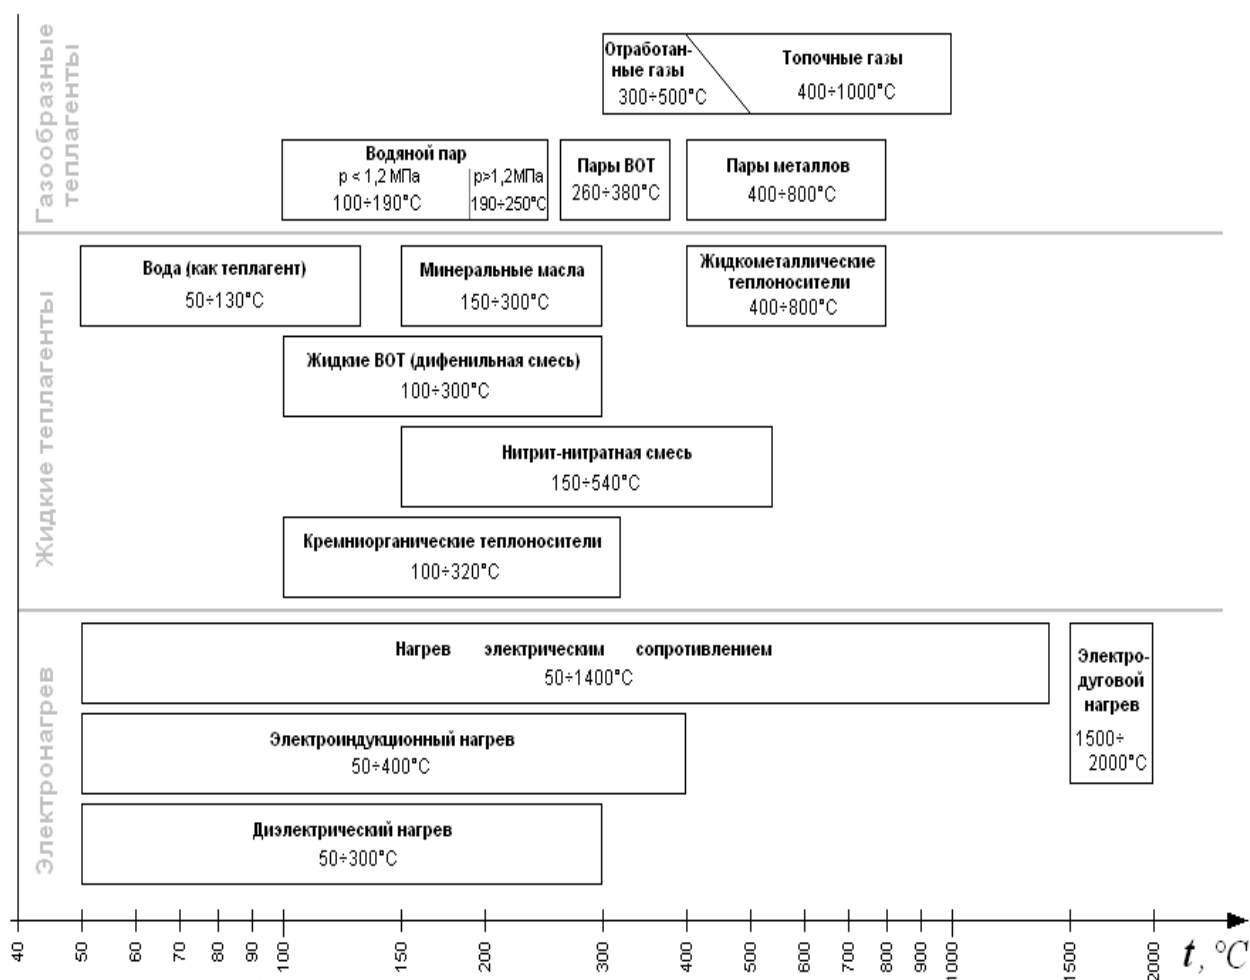 Газообразные
теплагенты
Отработан-
ные газы
300÷500°С
Топочные газы
400÷1000°С
Водяной пар
р < 1,2 МПа
100÷190°С
р>1,2МПа
190÷250°С
Пары ВОТ
260÷380°С
Пары металлов
400÷800°С
Жидкие теплагенты
Вода (как теплагент)
50÷130°С
Минеральные масла
150÷300°С
Жидкометаллические
теплоносители
400÷800°С
Жидкие ВОТ (дифенильная смесь)
100÷300°С
Нитрит-нитратная смесь
150÷540°С
Кремниорганические теплоносители
100÷320°С
Электронагрев
Нагрев электрическим сопротивлением
50÷1400°С
Электро-
дуговой
нагрев
1500÷
2000°С
Электроиндукционный нагрев
50÷400°С
Диэлектрический нагрев
50÷300°С
40 50 60 70 80 90 100 150 200 300 400 500 600 700 800 900 1000 1500 2000 t, °C